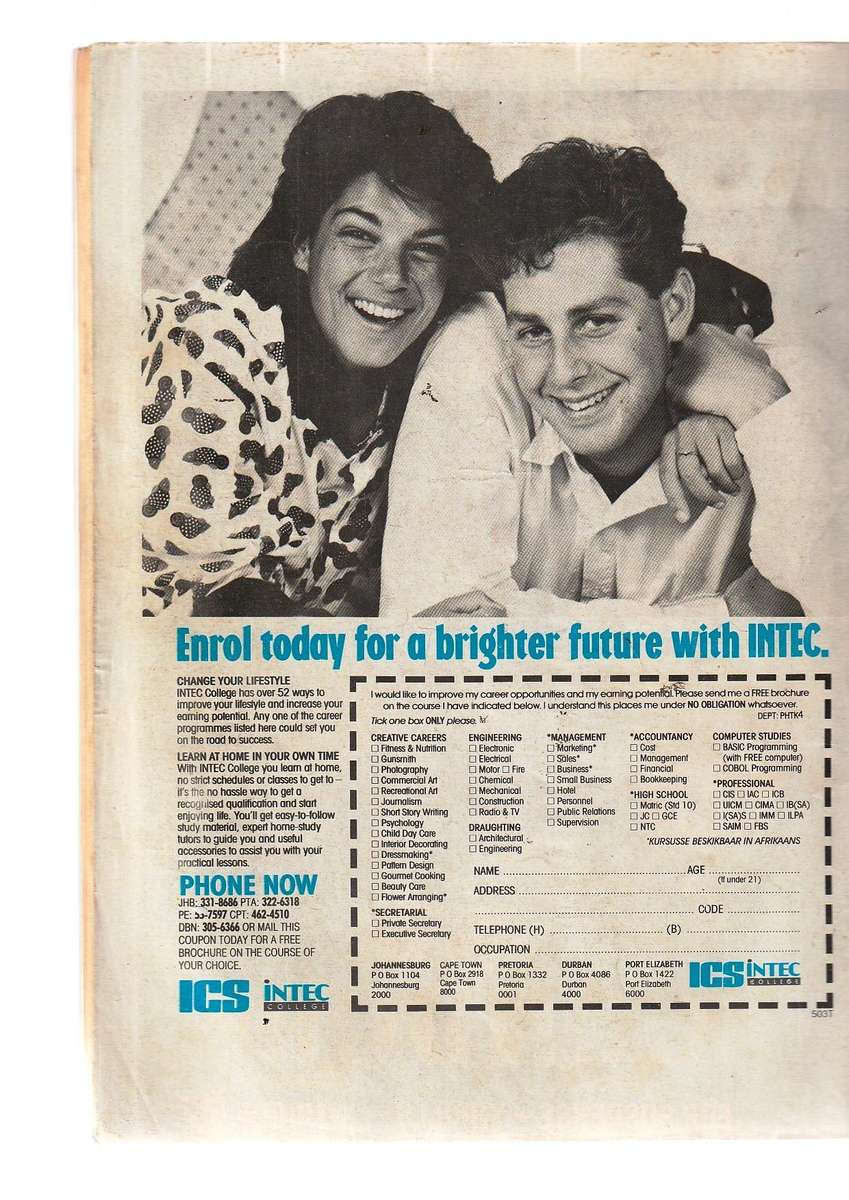 Enrol today for a brighter future with INTEC.
CHANGE YOUR LIFESTYLE
INTEC College has over 52 ways to
improve your lifestyle and increase your
earning potential. Any one of the career
programmes listed here could set you
on the road to success.
LEARN AT HOME IN YOUR OWN TIME
With INTEC College you learn at home,
no strict schedules or classes to get to –
it's the no hassle way to get a
recognised qualification and start
enjoying life. You'll get easy-to-follow
study material, expert home-study
tutors to guide you and useful
accessories to assist you with your
practical lessons.
PHONE NOW
JHB: 331-8686 PTA: 322-6318
PE: 7597 CPT: 462-4510
DBN: 305-6366 OR MAIL THIS
COUPON TODAY FOR A FREE
BROCHURE ON THE COURSE OF
YOUR CHOICE.
ICS INTEC
COLLEGE
I would like to improve my career opportunities and my earning potential. Please send me a FREE brochure
on the course I have indicated below. I understand this places me under NO OBLIGATION whatsoever.
DEPT: PHTK4
Tick one box ONLY please.
CREATIVE CAREERS
Fitness & Nutrition
Gunsmith
Photography
Commercial Art
Recreational Art
Journalism
Short Story Writing
Psychology
Child Day Care
Interior Decorating
Dressmaking*
Pattern Design
Gourmet Cooking
Beauty Care
Flower Arranging*
*SECRETARIAL
Private Secretary
Executive Secretary
ENGINEERING
Electronic
Electrical
Motor Fire
Chemical
Mechanical
Construction
Radio & TV
DRAUGHTING
Architectural
Engineering
*MANAGEMENT
Marketing*
Sales*
Business*
Small Business
Hotel
Personnel
Public Relations
Supervision
*ACCOUNTANCY
Cost
Management
Financial
Bookkeeping
*HIGH SCHOOL
Matric (Std 10)
JC GCE
NTC
COMPUTER STUDIES
BASIC Programming
(with FREE computer)
COBOL Programming
*PROFESSIONAL
CIS IAC ICB
UICM CIMA IB(SA)
I(SA)S IMM ILPA
SAIM FBS
*KURSUSSE BESKIKBAAR IN AFRIKAANS
NAME AGE
(If under 21)
ADDRESS
CODE
TELEPHONE (H) (B)
OCCUPATION
JOHANNESBURG
P O Box 1104
Johannesburg
2000
CAPE TOWN
P O Box 2918
Cape Town
8000
PRETORIA
P O Box 1332
Pretoria
0001
DURBAN
P O Box 4086
Durban
4000
PORT ELIZABETH
P O Box 1422
Port Elizabeth
6000
ICS INTEC
COLLEGE
503T